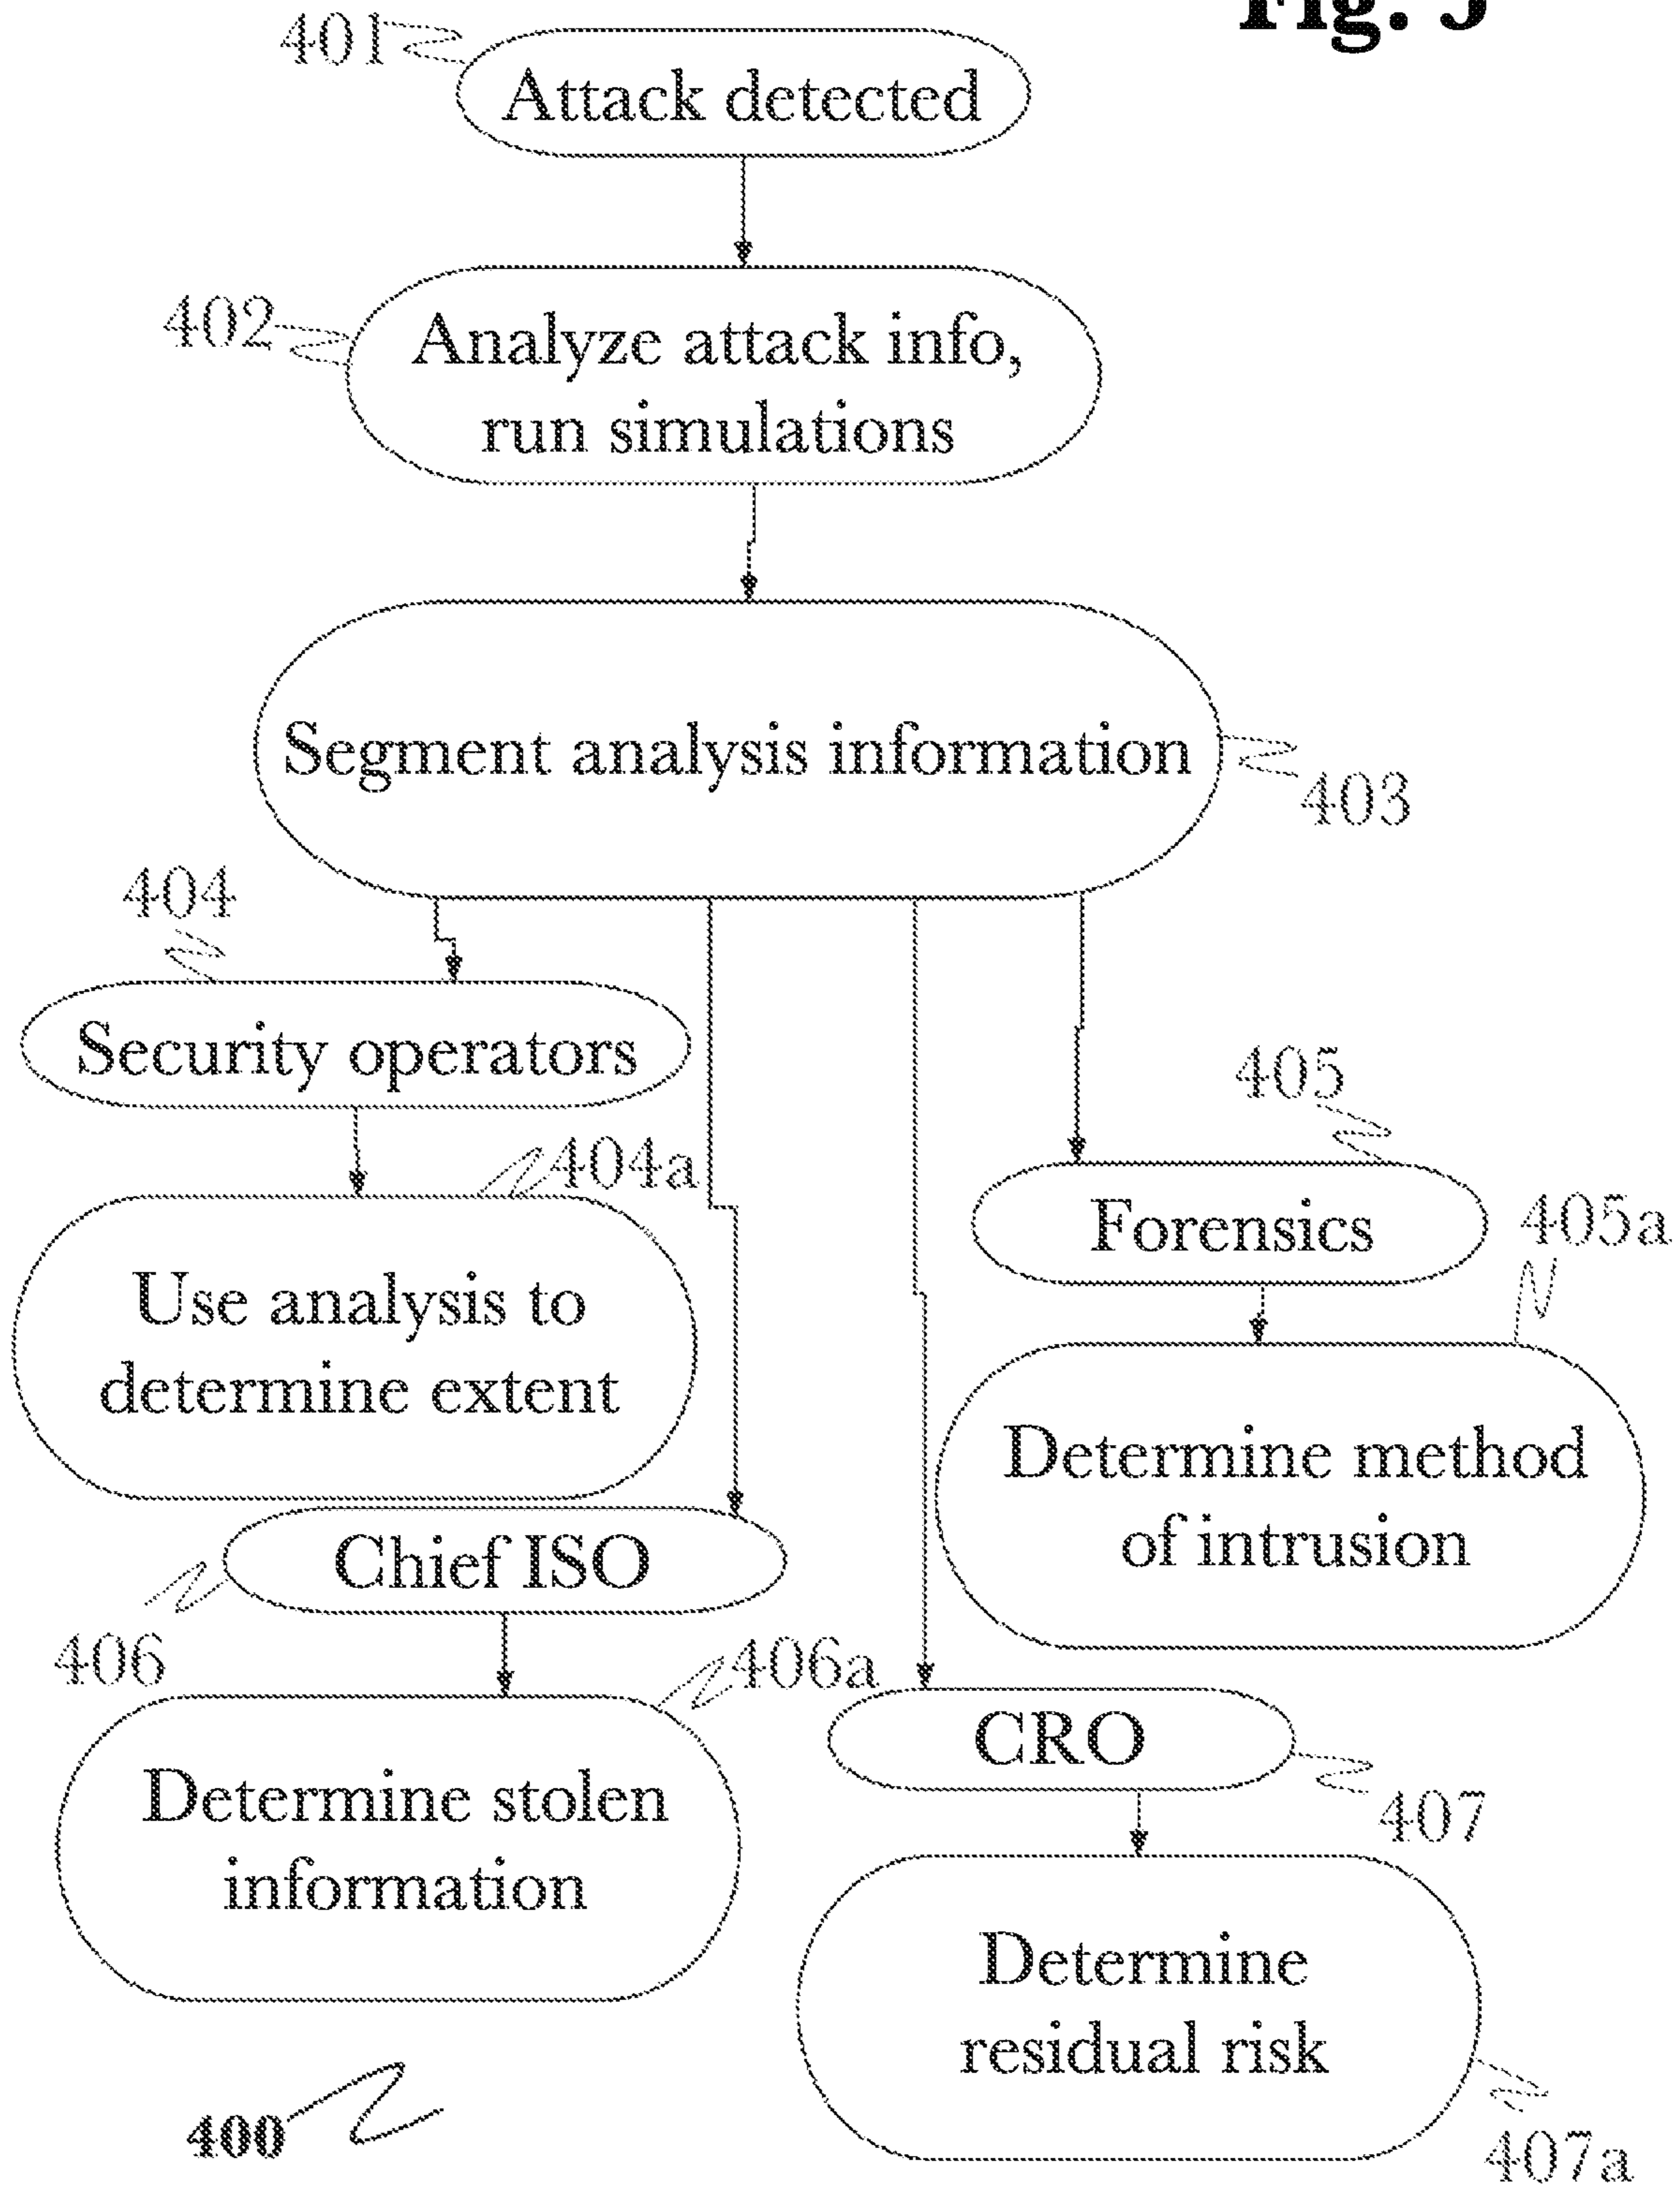 Fig. 5
401
Attack detected
402
Analyze attack info,
run simulations
Segment analysis information
403
404
Security operators
404a
Use analysis to
determine extent
405
Forensics
405a
Determine method
of intrusion
Chief ISO
406
406a
Determine stolen
information
CRO
407
Determine
residual risk
407a
400